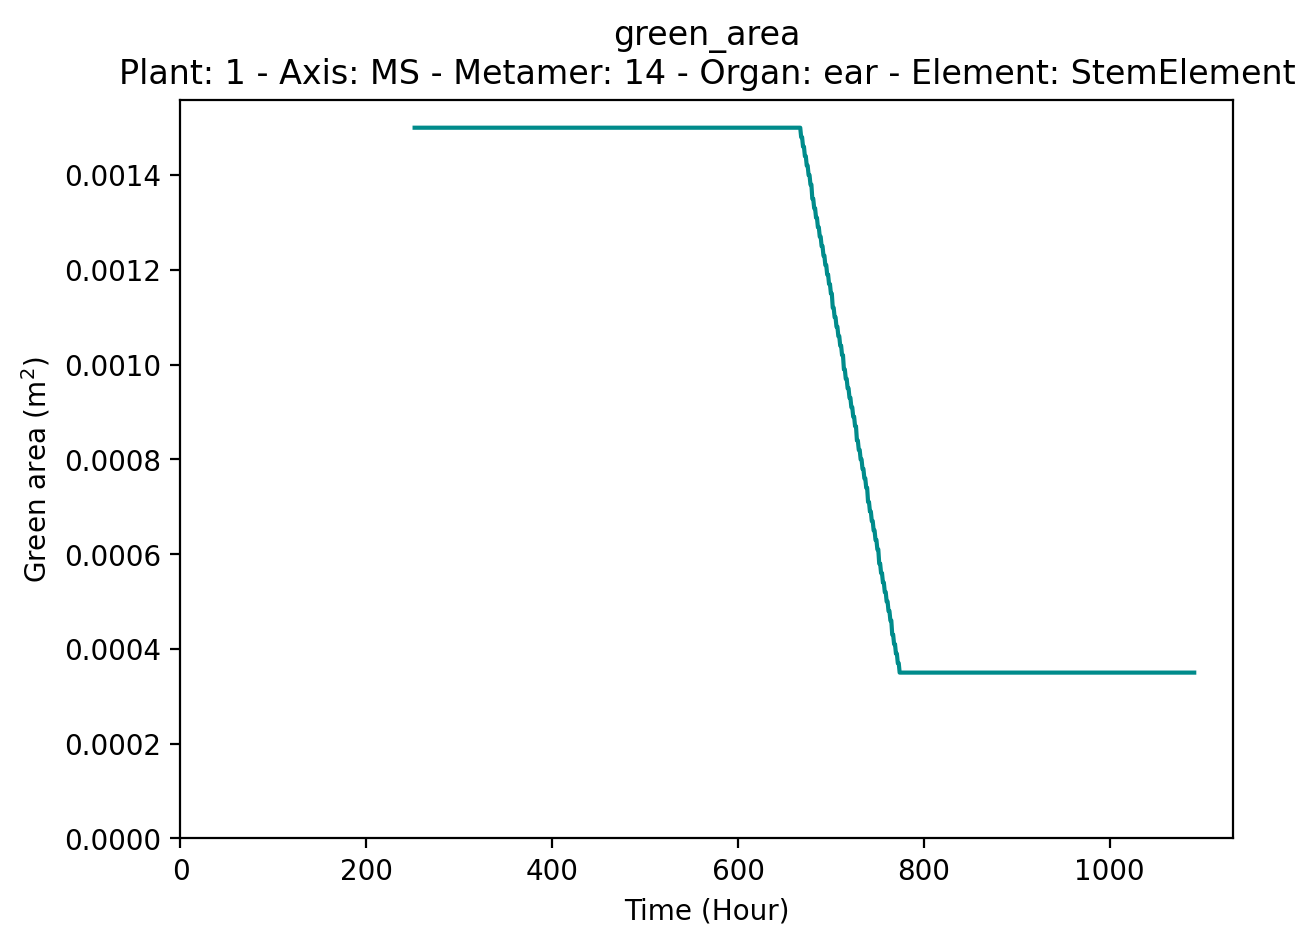 green_area
Plant: 1 - Axis: MS - Metamer: 14 - Organ: ear - Element: StemElement
0.0014
0.0012
0.0010
0.0008
0.0006
0.0004
0.0002
0.0000
Green area (m²)
0 200 400 600 800 1000
Time (Hour)